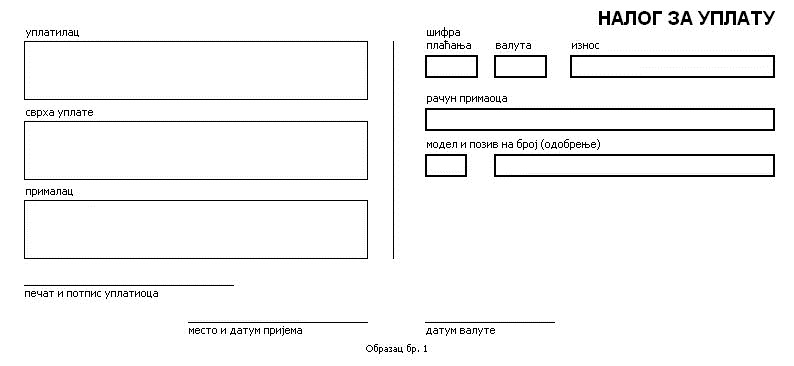 НАЛОГ ЗА УПЛАТУ
уплатилац
сврха уплате
прималац
печат и потпис уплатиоца
место и датум пријема
шифра
плаћања валута износ
рачун примаоца
модел и позив на број (одобрење)
датум валуте
Образац бр. 1